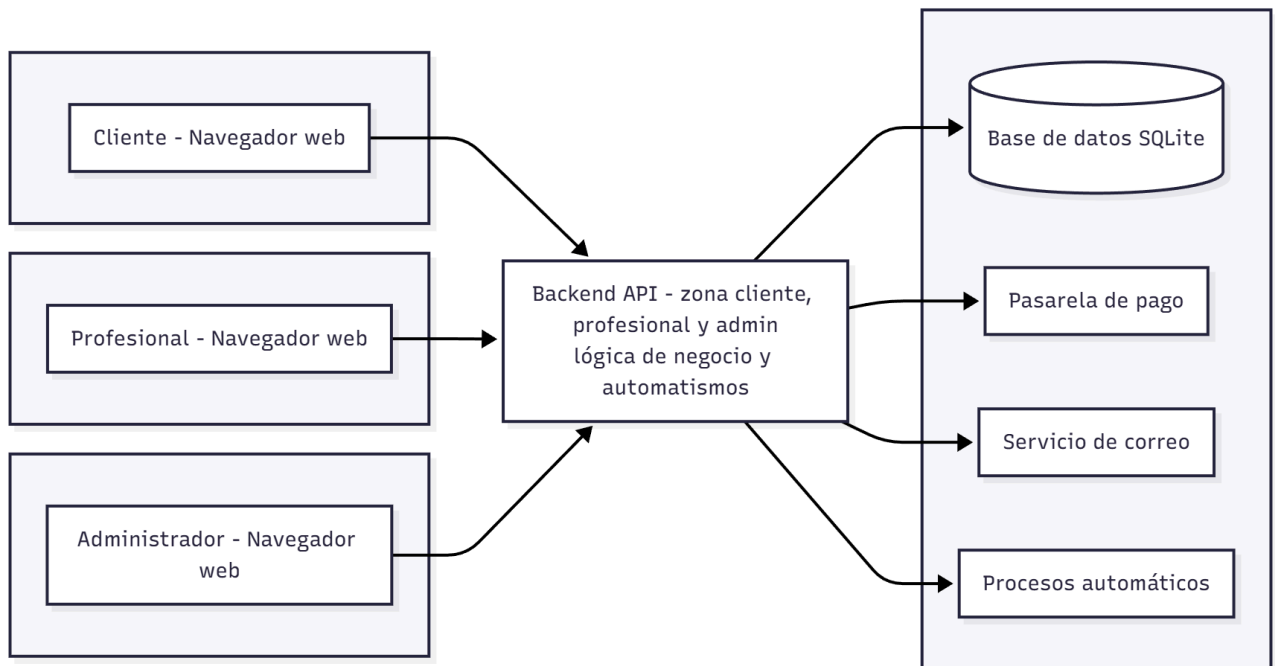 Cliente - Navegador web
Profesional - Navegador web
Administrador - Navegador
web
Backend API - zona cliente,
profesional y admin
lógica de negocio y
automatismos
Base de datos SQLite
Pasarela de pago
Servicio de correo
Procesos automáticos